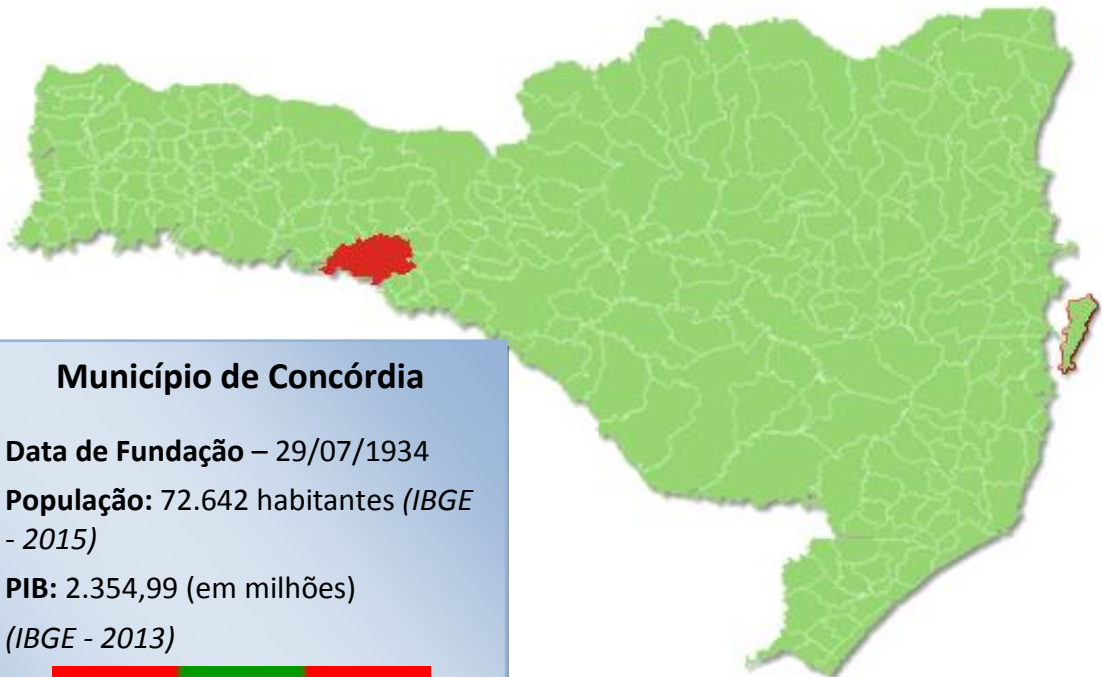 Município de Concórdia
Data de Fundação – 29/07/1934
População: 72.642 habitantes (IBGE
- 2015)
PIB: 2.354,99 (em milhões)
(IBGE - 2013)